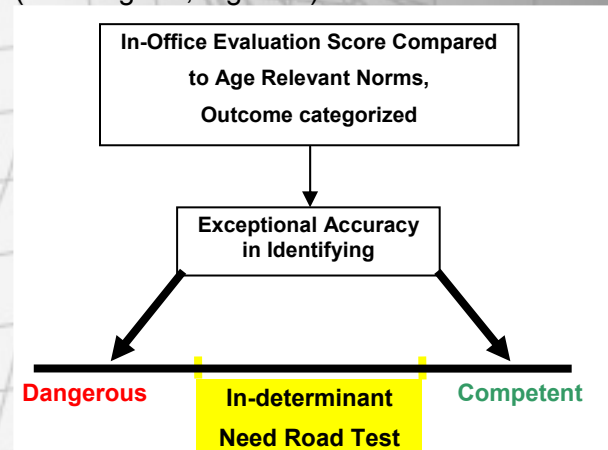 In-Office Evaluation Score Compared
to Age Relevant Norms,
Outcome categorized
Exceptional Accuracy
in Identifying
Dangerous
In-determinant
Need Road Test
Competent